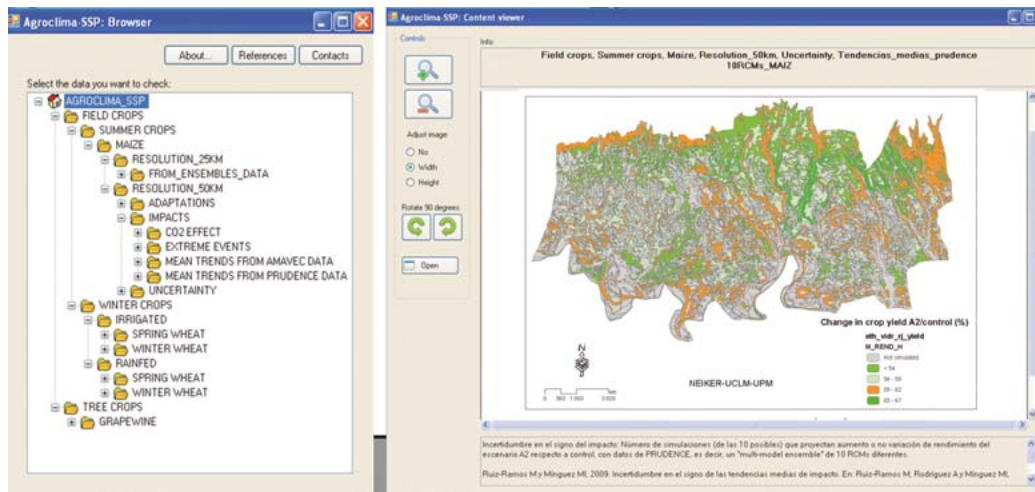 Agroclima-SSP: Browser
About...
References
Contacts
Select the data you want to check:
AGROCLIMA_SSP
FIELD CROPS
SUMMER CROPS
MAIZE
RESOLUTION_25KM
FROM_ENSEMBLES_DATA
RESOLUTION_50KM
ADAPTATIONS
IMPACTS
CO2 EFFECT
EXTREME EVENTS
MEAN TRENDS FROM AMAVEC DATA
MEAN TRENDS FROM PRUDENCE DATA
UNCERTAINTY
WINTER CROPS
IRRIGATED
SPRING WHEAT
WINTER WHEAT
RAINFED
SPRING WHEAT
WINTER WHEAT
TREE CROPS
GRAPEWINE
Agroclima-SSP: Content viewer
Controls
Adjust image
No
Width
Height
Rotate 90 degrees
Open
Info
Field crops, Summer crops, Maize, Resolution_50km, Uncertainty, Tendencias_medias_prudence
10RCMs_MAIZ
Change in crop yield A2/control (%)
eth_vidr_rj_yield
M_REND_H
Not simulated
< 54
59 - 62
N
NEIKER-UCLM-UPM
km
Incertidumbre en el signo del impacto: Número de simulaciones (de las 10 posibles) que proyectan aumento o no variación de rendimiento del
escenario A2 respecto a control, con datos de PRUDENCE, es decir, un "multi-model ensemble" de 10 RCMs diferentes.
Ruiz-Ramos M y Mínguez MI, 2009. Incertidumbre en el signo de las tendencias medias de impacto. En: Ruiz-Ramos M, Rodríguez A y Mínguez MI,